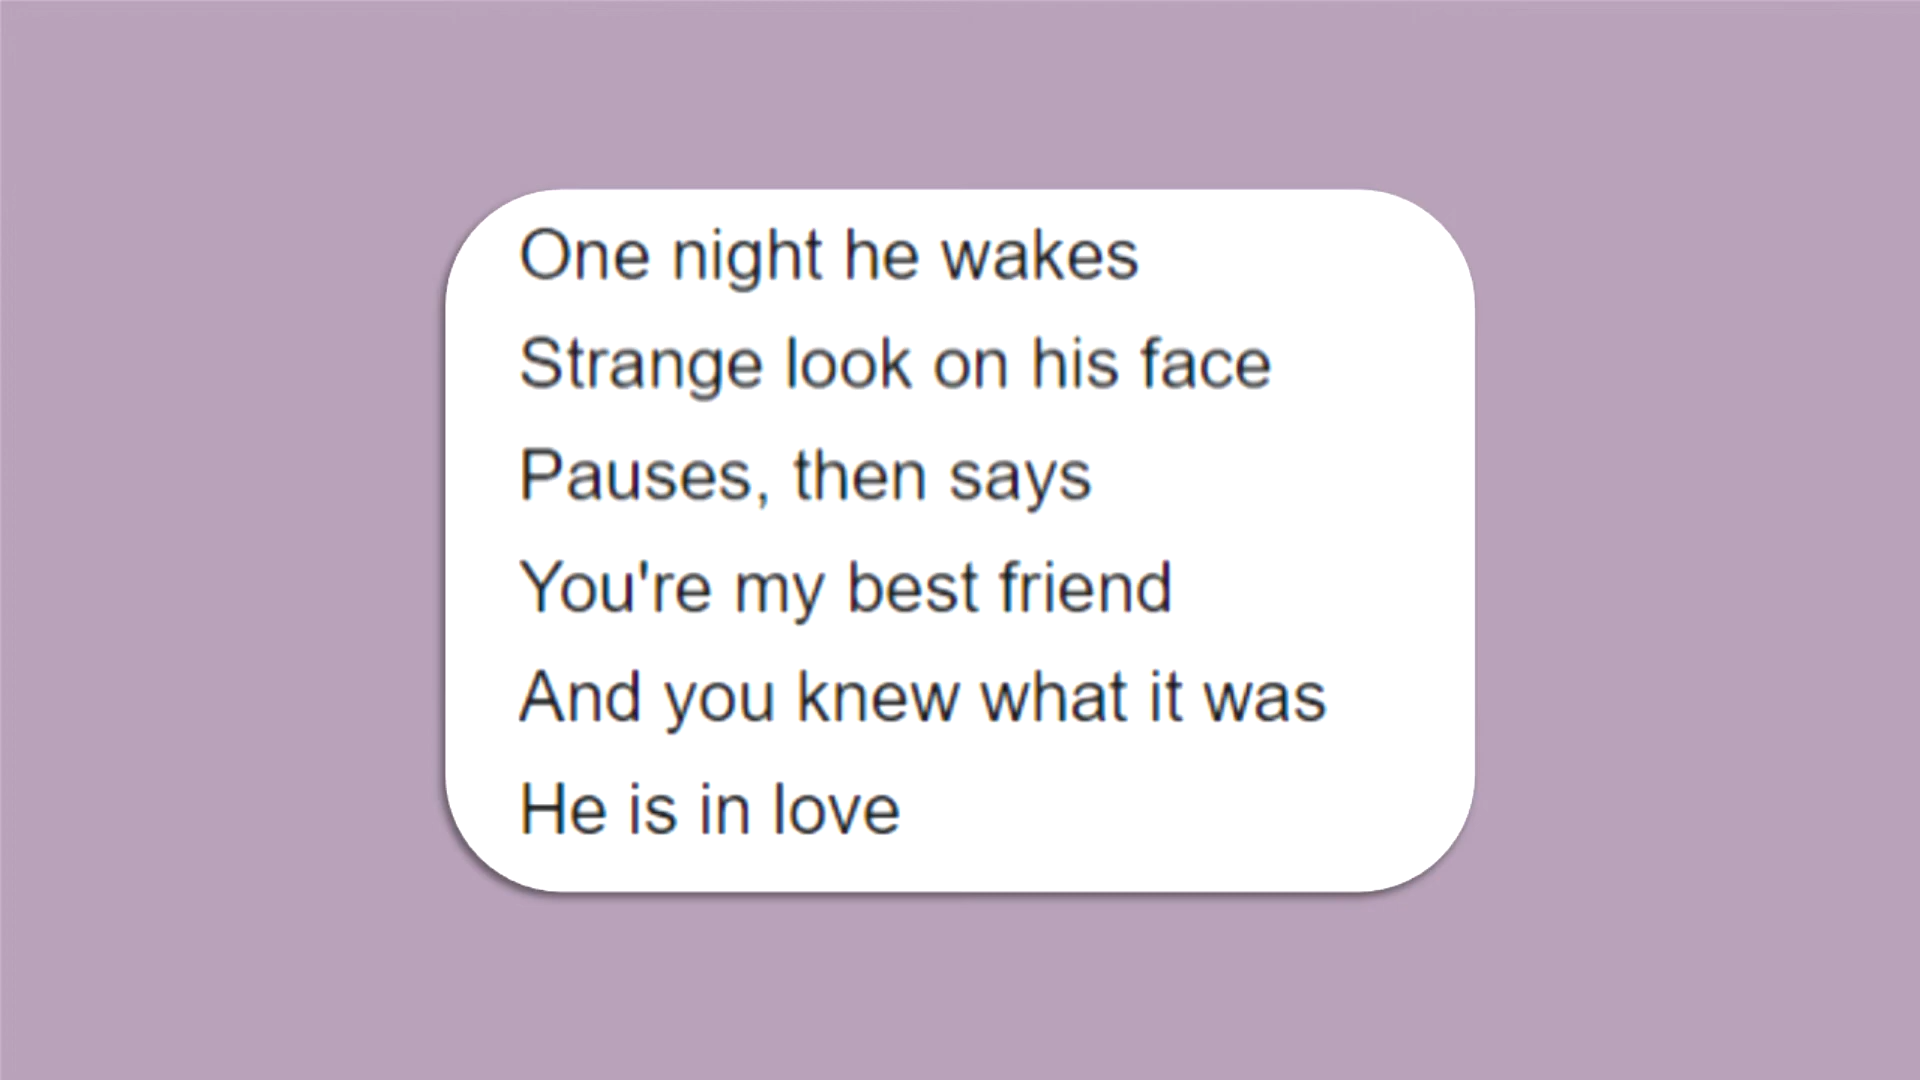 One night he wakes
Strange look on his face
Pauses, then says
You're my best friend
And you knew what it was
He is in love